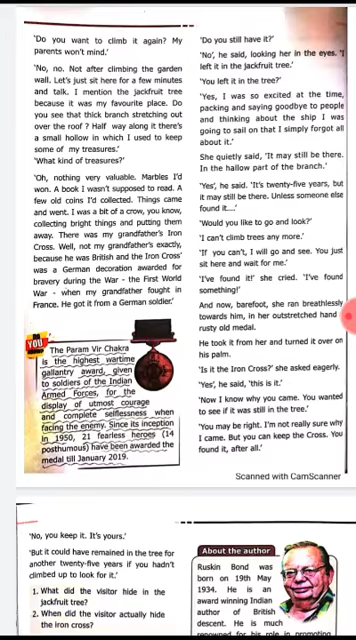 'Do you want to climb it again? My
parents won't mind.'
'No, no. Not after climbing the garden
wall. Let's just sit here for a few minutes
and talk. I mention the jackfruit tree
because it was my favourite place. Do
you see that thick branch stretching out
over the roof ? Half way along it there's
a small hollow in which I used to keep
some of my treasures.'
'What kind of treasures?'
'Oh, nothing very valuable. Marbles I'd
won. A book I wasn't supposed to read. A
few old coins I'd collected. Things came
and went. I was a bit of a crow, you know,
collecting bright things and putting them
away. There was my grandfather's Iron
Cross. Well, not my grandfather's exactly,
because he was British and the Iron Cross'
was a German decoration awarded for
bravery during the War - the First World
War - when my grandfather fought in
France. He got it from a German soldier.'
YOU
The Param Vir Chakra
is the highest wartime
gallantry award, given
to soldiers of the Indian
Armed Forces, for the
display of utmost courage
and complete selflessness when
facing the enemy. Since its inception
in 1950, 21 fearless heroes (14
posthumous) have been awarded the
medal till January 2019.
'Do you still have it?'
'No', he said, looking her in the eyes. 'I
left it in the jackfruit tree.'
'You left it in the tree?'
'Yes, I was so excited at the time,
packing and saying goodbye to people
and thinking about the ship I was
going to sail on that I simply forgot all
about it.'
She quietly said, 'It may still be there.
In the hallow part of the branch.'
'Yes', he said. 'It's twenty-five years, but
it may still be there. Unless someone else
found it....'
'Would you like to go and look?'
'I can't climb trees any more.'
'If you can't, I will go and see. You just
sit here and wait for me.'
'I've found it!' she cried. 'I've found
something!'
And now, barefoot, she ran breathlessly
towards him, in her outstretched hand
rusty old medal.
He took it from her and turned it over on
his palm.
'Is it the Iron Cross?' she asked eagerly.
'Yes', he said, 'this is it.'
'Now I know why you came. You wanted
to see if it was still in the tree.'
'You may be right. I'm not really sure why
I came. But you can keep the Cross. You
found it, after all.'
Scanned with CamScanner
'No, you keep it. It's yours.'
'But it could have remained in the tree for
another twenty-five years if you hadn't
climbed up to look for it.'
1. What did the visitor hide in the
jackfruit tree?
2. When did the visitor actually hide
the iron cross?
About the author
Ruskin Bond was
born on 19th May
1934. He is an
award winning Indian
author of British
descent. He is much
renowned for his role in promoting